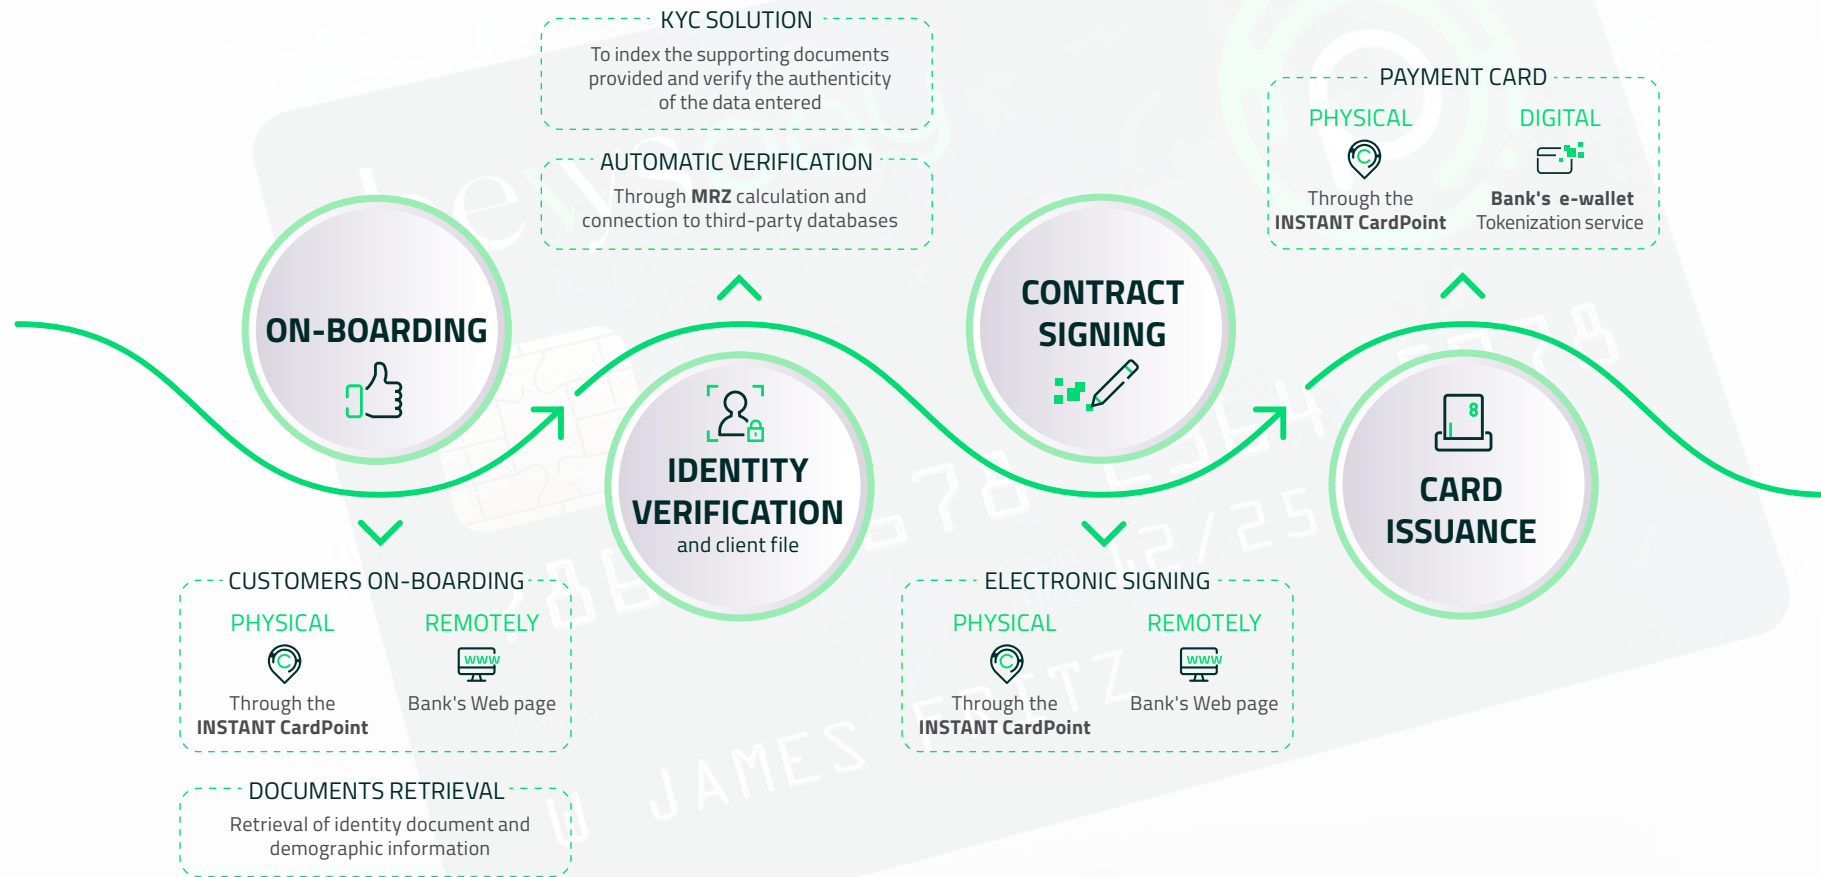 KYC SOLUTION
To index the supporting documents
provided and verify the authenticity
of the data entered
AUTOMATIC VERIFICATION
Through MRZ calculation and
connection to third-party databases
PAYMENT CARD
PHYSICAL
Through the
INSTANT CardPoint
DIGITAL
Bank's e-wallet
Tokenization service
ON-BOARDING
IDENTITY
VERIFICATION
and client file
CONTRACT
SIGNING
CARD
ISSUANCE
CUSTOMERS ON-BOARDING
PHYSICAL
Through the
INSTANT CardPoint
REMOTELY
www
Bank's Web page
DOCUMENTS RETRIEVAL
Retrieval of identity document and
demographic information
ELECTRONIC SIGNING
PHYSICAL
Through the
INSTANT CardPoint
REMOTELY
www
Bank's Web page
12/25
W JAMES FRITZ